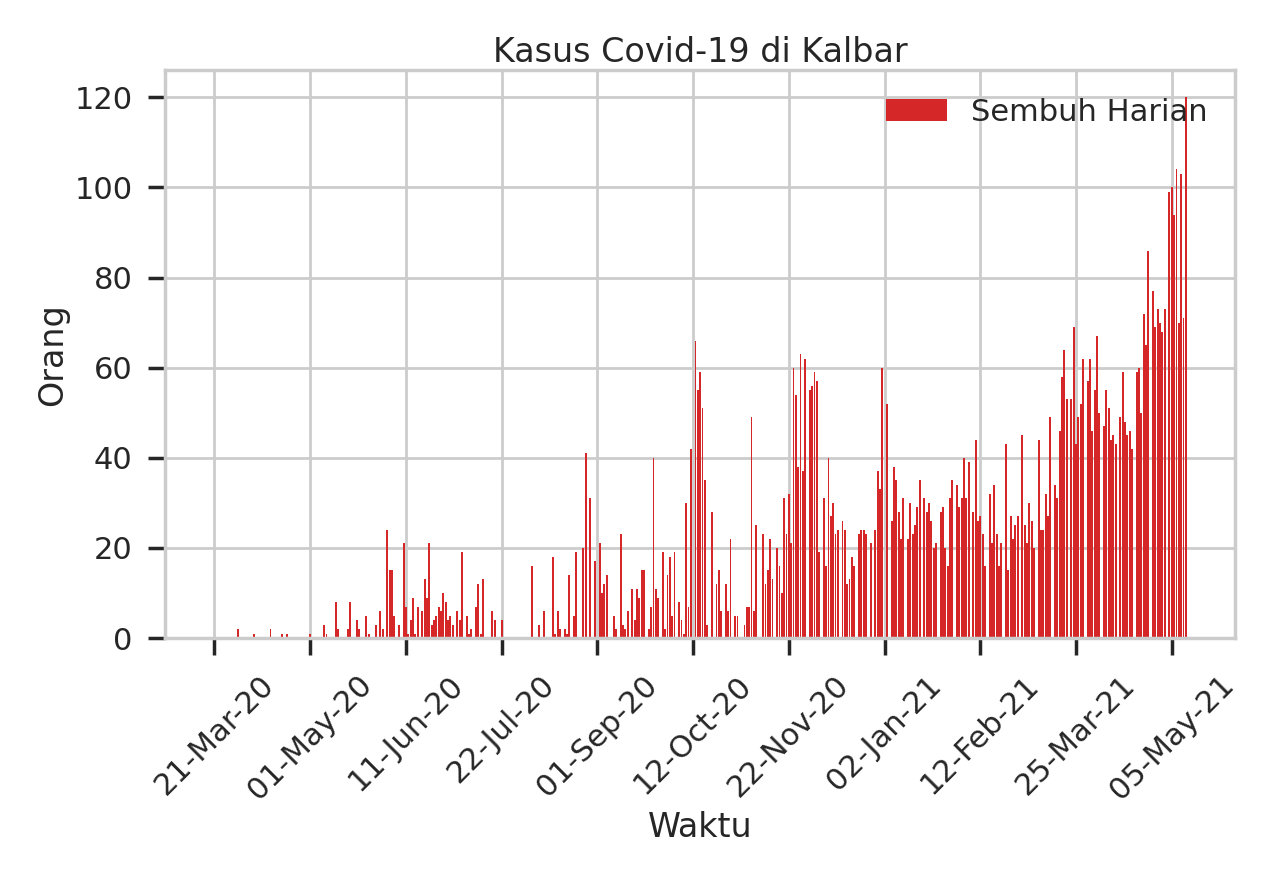 Kasus Covid-19 di Kalbar
Sembuh Harian
Orang
120
100
80
60
40
20
0
21-Mar-20
01-May-20
11-Jun-20
22-Jul-20
01-Sep-20
12-Oct-20
22-Nov-20
02-Jan-21
12-Feb-21
25-Mar-21
05-May-21
Waktu